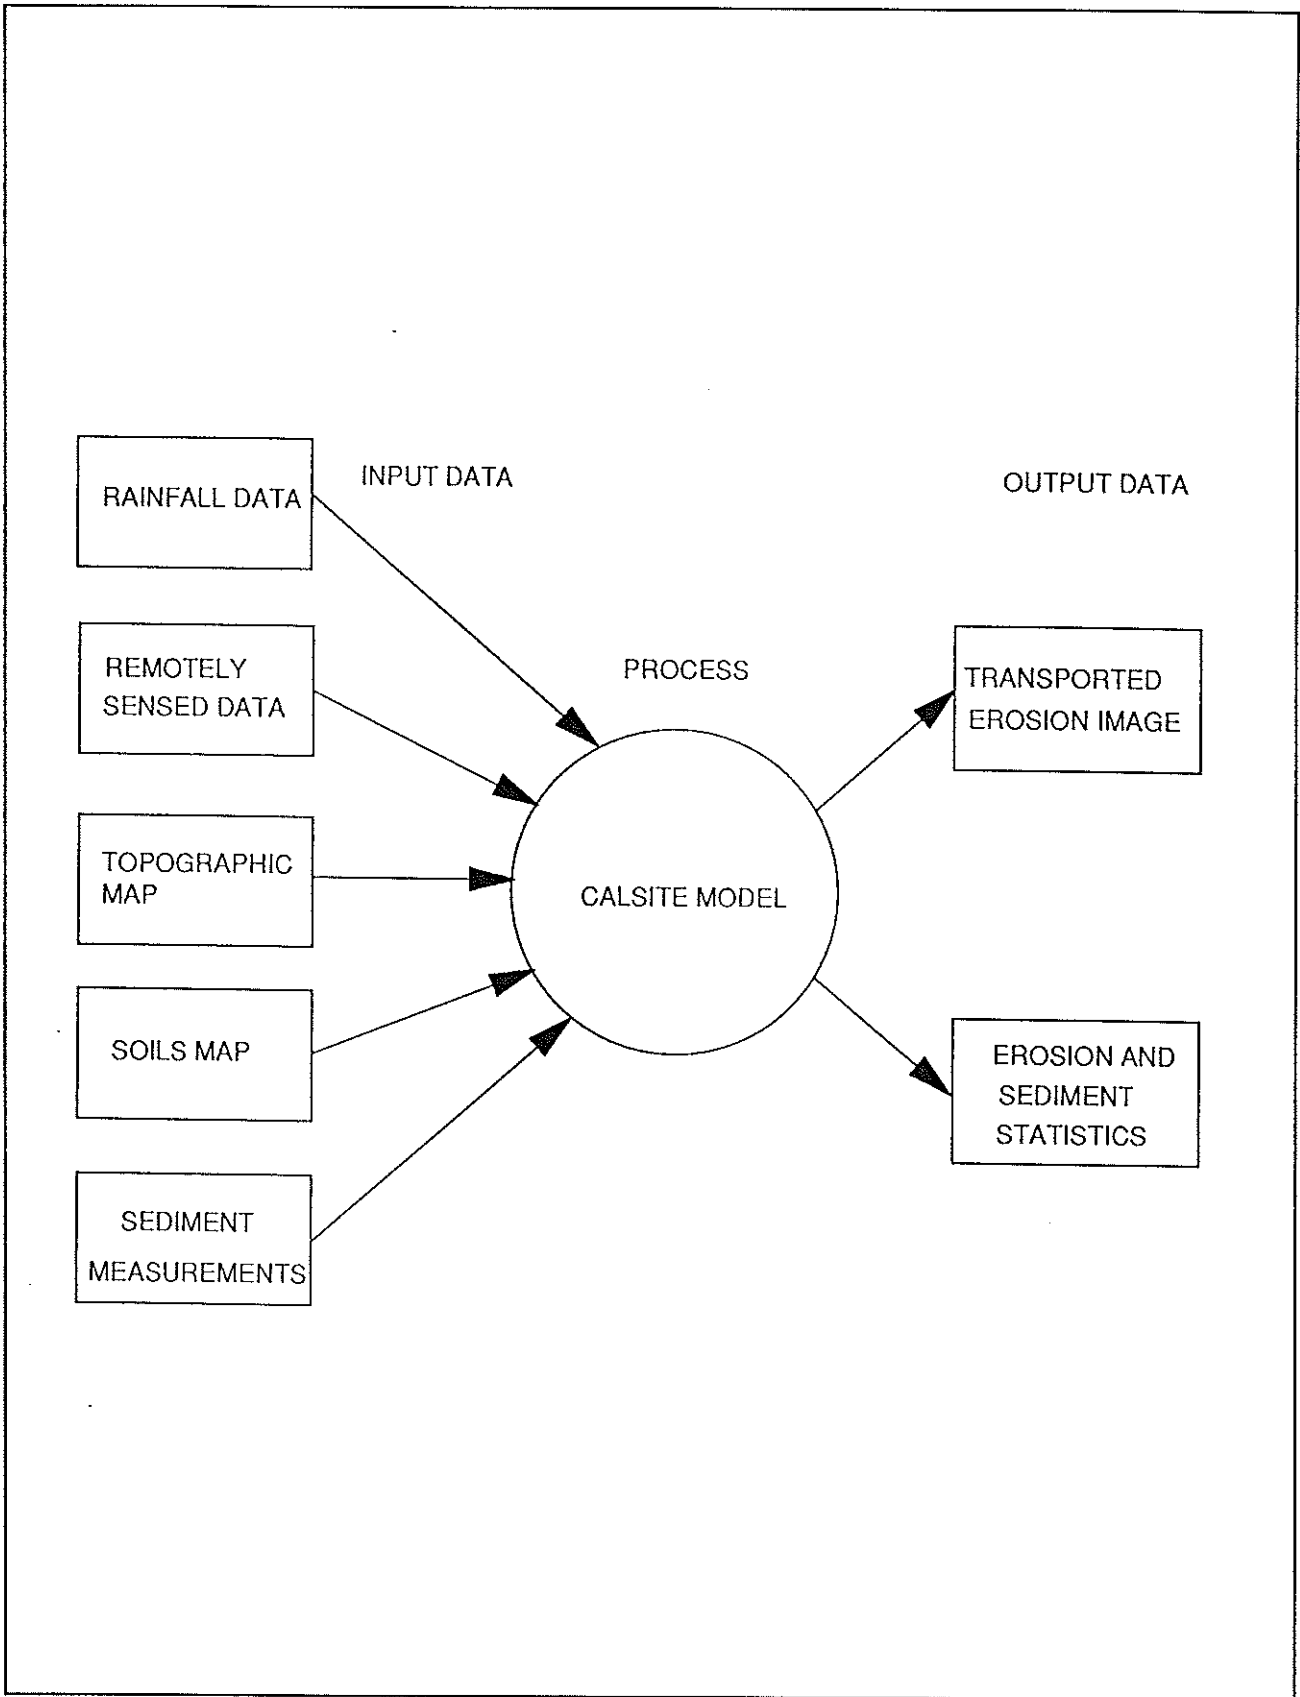 INPUT DATA
OUTPUT DATA
RAINFALL DATA
REMOTELY
SENSED DATA
PROCESS
TRANSPORTED
EROSION IMAGE
TOPOGRAPHIC
MAP
CALSITE MODEL
SOILS MAP
EROSION AND
SEDIMENT
STATISTICS
SEDIMENT
MEASUREMENTS